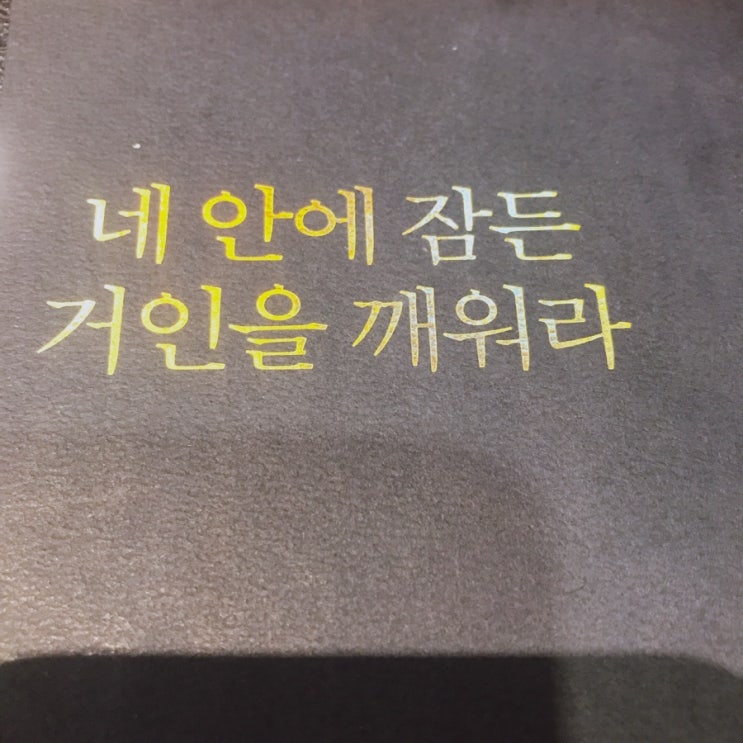 네 안에 잠든
거인을 깨워라